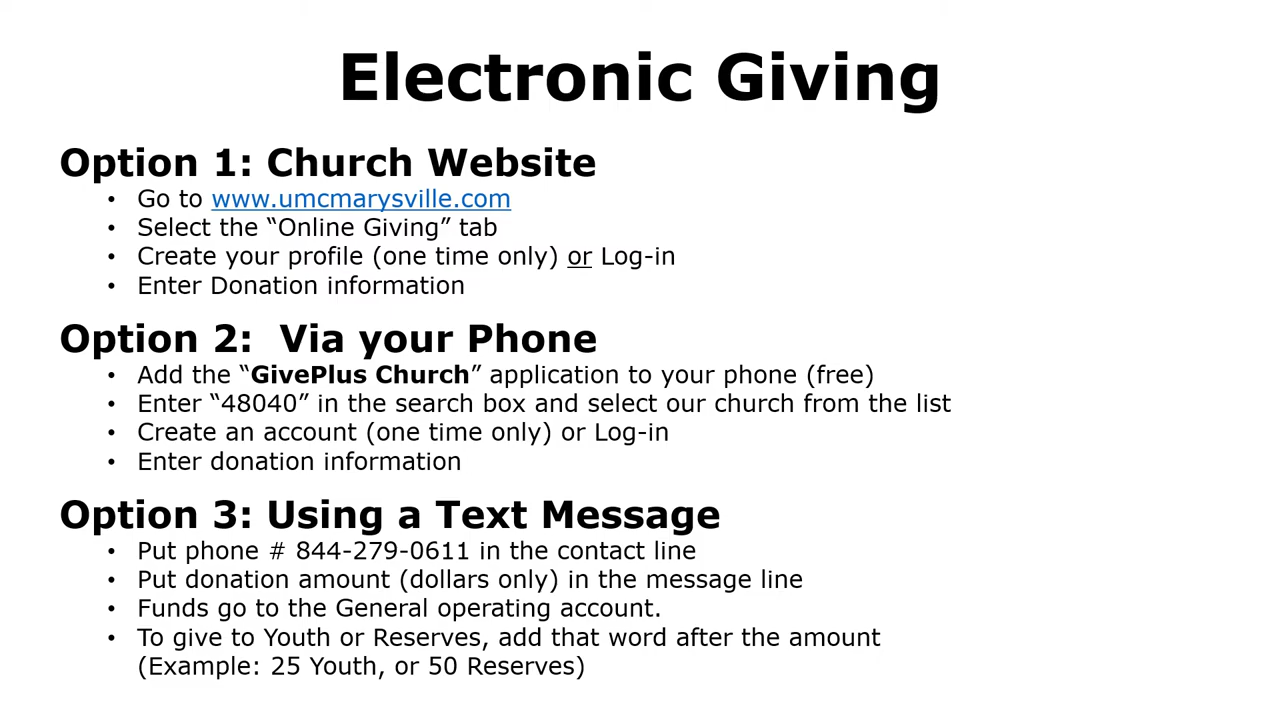 Electronic Giving
Option 1: Church Website
• Go to www.umcmarysville.com
• Select the “Online Giving” tab
• Create your profile (one time only) or Log-in
• Enter Donation information
Option 2:  Via your Phone
• Add the “GivePlus Church” application to your phone (free)
• Enter “48040” in the search box and select our church from the list
• Create an account (one time only) or Log-in
• Enter donation information
Option 3: Using a Text Message
• Put phone # 844-279-0611 in the contact line
• Put donation amount (dollars only) in the message line
• Funds go to the General operating account.
• To give to Youth or Reserves, add that word after the amount
(Example: 25 Youth, or 50 Reserves)